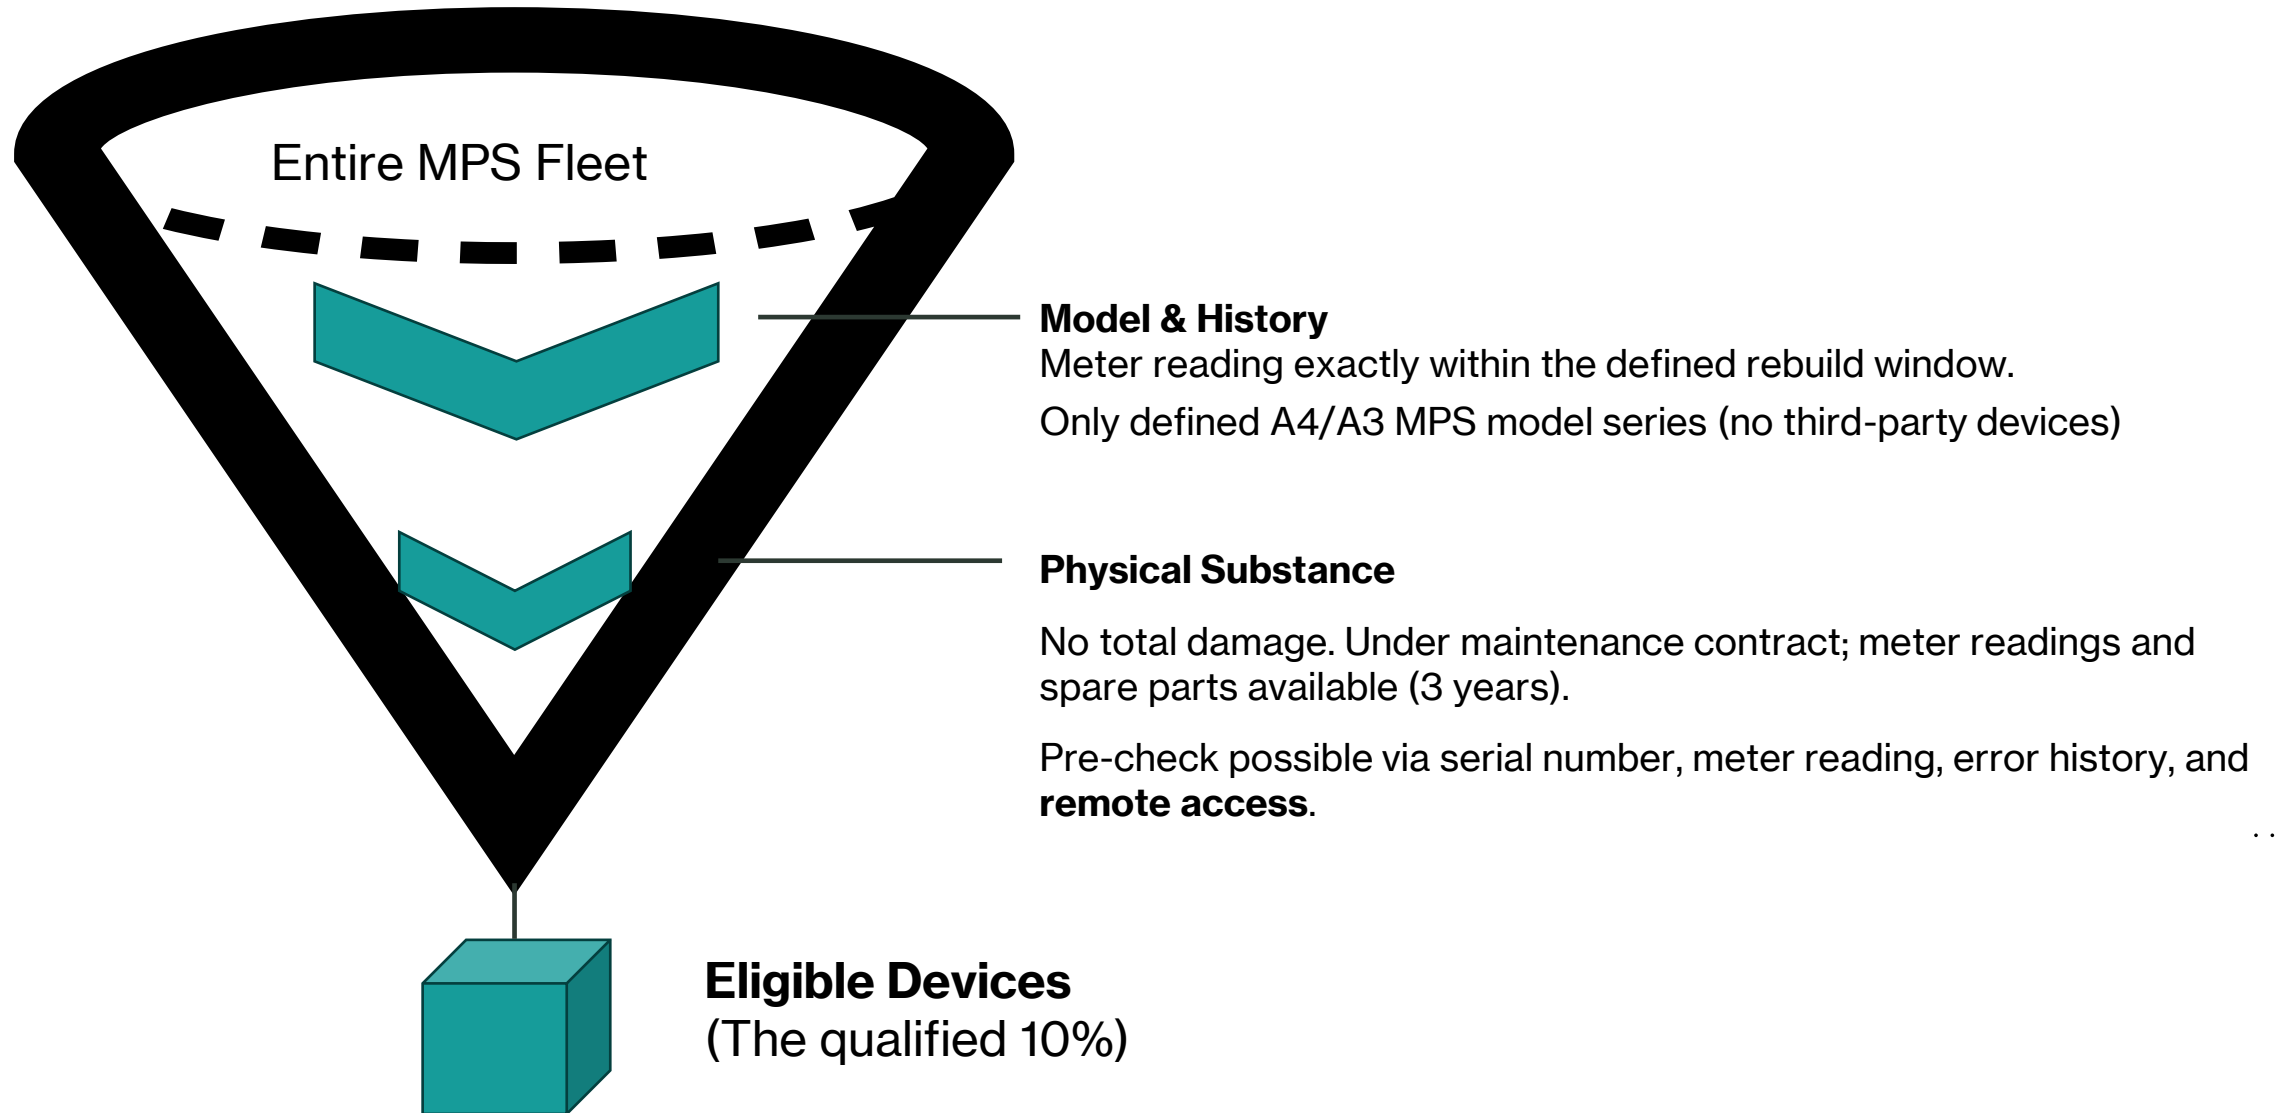 Entire MPS Fleet
Model & History
Meter reading exactly within the defined rebuild window.
Only defined A4/A3 MPS model series (no third-party devices)
Physical Substance
No total damage. Under maintenance contract; meter readings and
spare parts available (3 years).
Pre-check possible via serial number, meter reading, error history, and
remote access.
. .
Eligible Devices
(The qualified 10%)